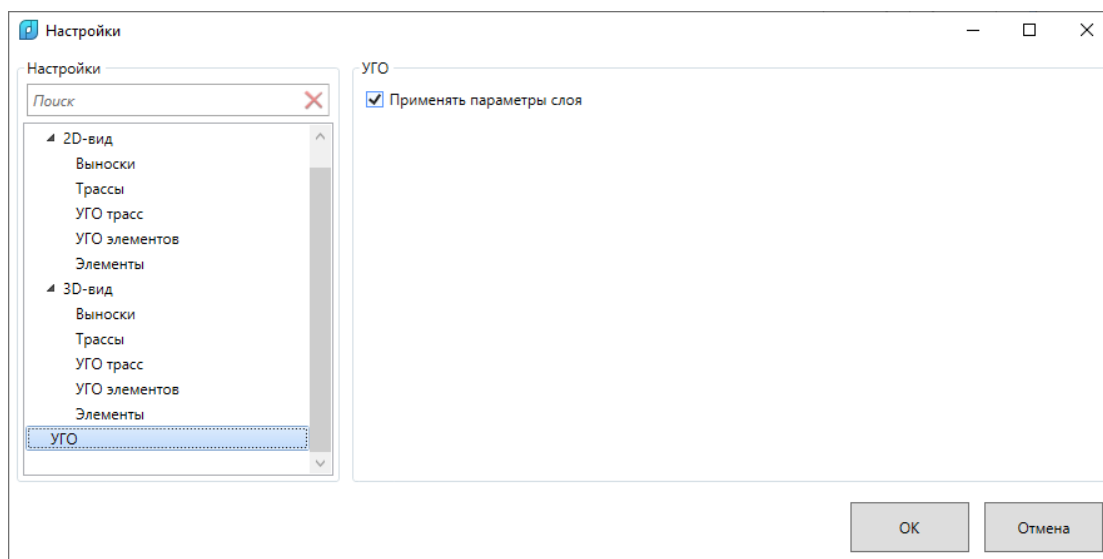 Настройки
Настройки
Поиск
2D-вид
Выноски
Трассы
УГО трасс
УГО элементов
Элементы
3D-вид
Выноски
Трассы
УГО трасс
УГО элементов
Элементы
УГО
УГО
Применять параметры слоя
ОК
Отмена